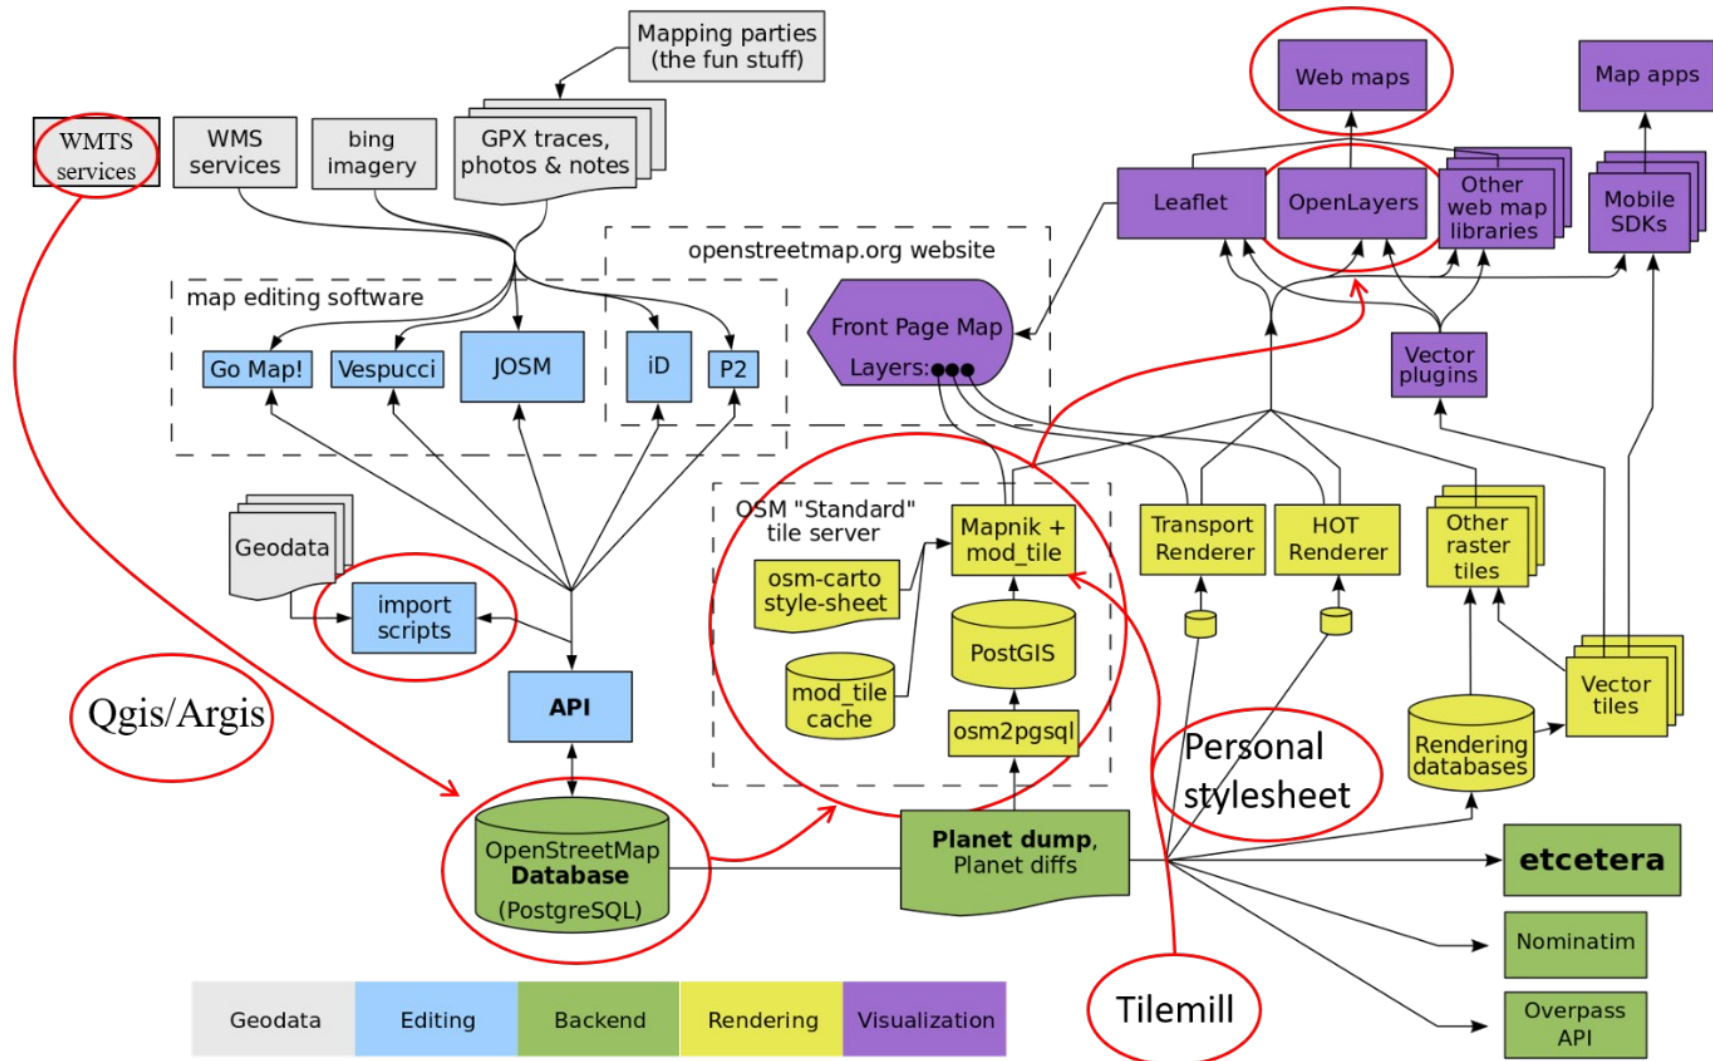 Mapping parties
(the fun stuff)
Web maps
Map apps
WMTS
services
WMS
services
bing
imagery
GPX traces,
photos & notes
Leaflet
OpenLayers
Other
web map
libraries
Mobile
SDKs
openstreetmap.org website
map editing software
Front Page Map
Layers:
Go Map!
Vespucci
JOSM
iD
P2
Vector
plugins
OSM "Standard"
tile server
Mapnik +
mod_tile
Transport
Renderer
HOT
Renderer
Other
raster
tiles
Geodata
osm-carto
style-sheet
import
scripts
PostGIS
mod_tile
cache
Vector
tiles
API
Qgis/Argis
osm2pgsql
Personal
stylesheet
Rendering
databases
OpenStreetMap
Database
(PostgreSQL)
Planet dump,
Planet diffs
etcetera
Nominatim
Overpass
API
Tilemill
Geodata
Editing
Backend
Rendering
Visualization